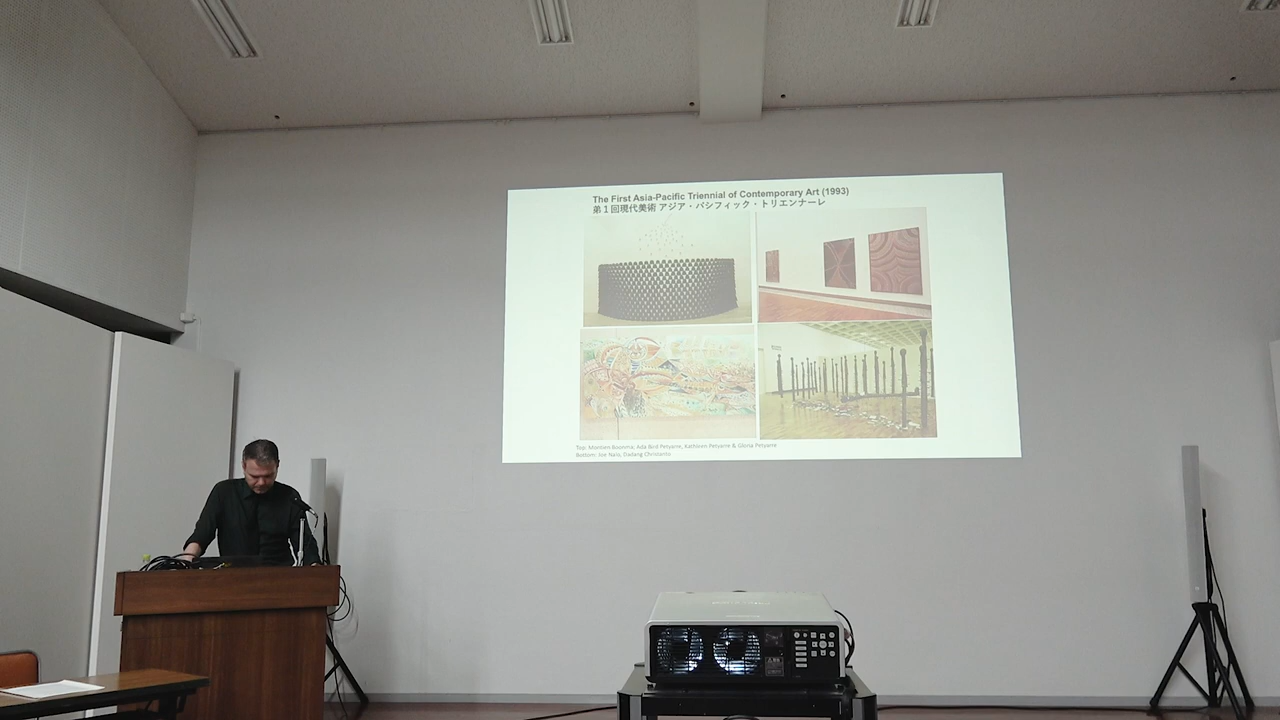 The First Asia-Pacific Triennial of Contemporary Art (1993)
第1回現代美術 アジア・パシフィック・トリエンナーレ
Top: Montien Boonma; Ada Bird Petyarre, Kathleen Petyarre & Gloria Petyarre
Bottom: Joe Nalo, Dadang Christanto